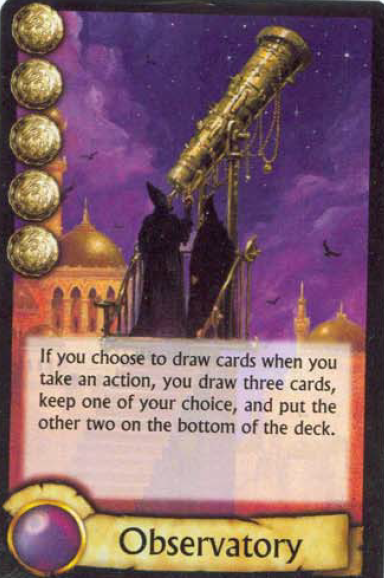 If you choose to draw cards when you
take an action, you draw three cards,
keep one of your choice, and put the
other two on the bottom of the deck.
Observatory